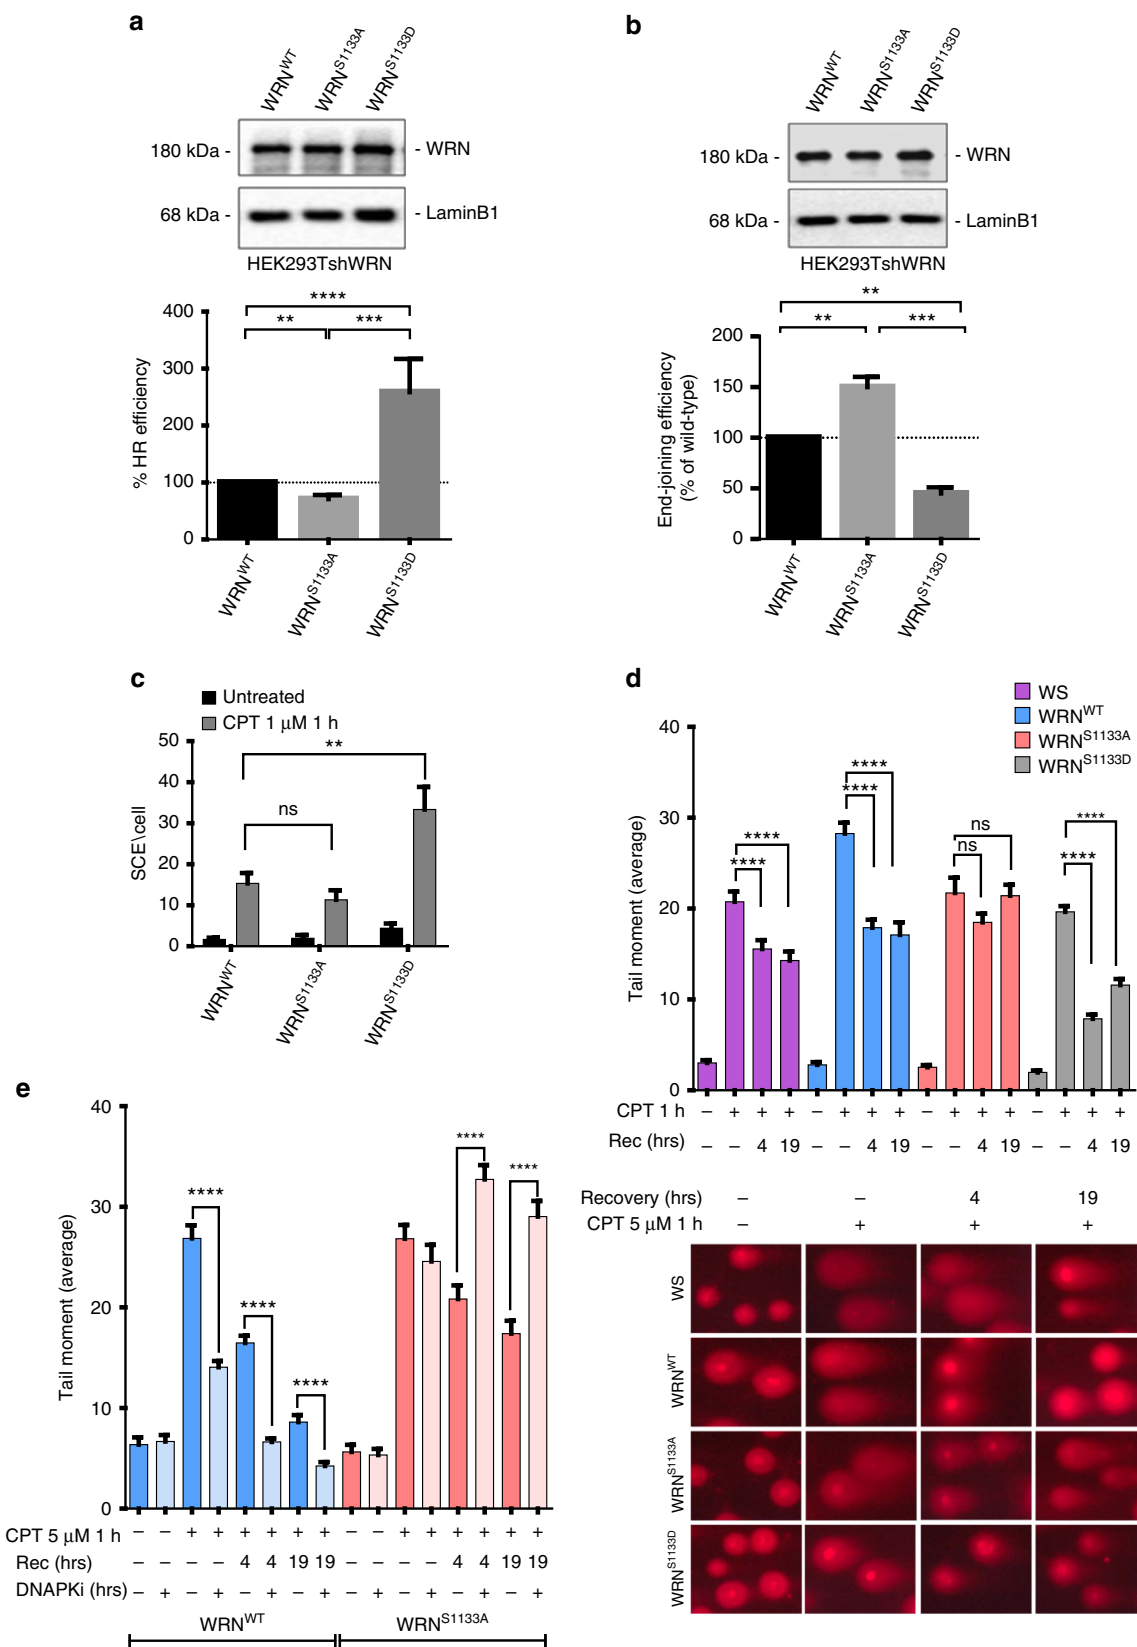 a
WRN^WT WRN^S1133A WRN^S1133D
180 kDa - - WRN
68 kDa - - LaminB1
HEK293TshWRN
****
** ***
% HR efficiency
400
300
200
100
0
WRN^WT WRN^S1133A WRN^S1133D
b
WRN^WT WRN^S1133A WRN^S1133D
180 kDa - - WRN
68 kDa - - LaminB1
HEK293TshWRN
**
** ***
End-joining efficiency
(% of wild-type)
200
150
100
50
0
WRN^WT WRN^S1133A WRN^S1133D
c
Untreated
CPT 1 μM 1 h
**
ns
SCE\cell
50
40
30
20
10
0
WRN^WT WRN^S1133A WRN^S1133D
d
WS
WRN^WT
WRN^S1133A
WRN^S1133D
Tail moment (average)
40
30
20
10
0
**** ****
**** ****
ns ns
**** ****
CPT 1 h – + + + – + + + – + + + – + + +
Rec (hrs) – – 4 19 – – 4 19 – – 4 19 – – 4 19
Recovery (hrs) – – 4 19
CPT 5 μM 1 h – + + +
WS
WRN^WT
WRN^S1133A
WRN^S1133D
e
Tail moment (average)
40
30
20
10
0
**** **** **** **** ****
CPT 5 μM 1 h – – + + + + + + – – + + + + + +
Rec (hrs) – – – – 4 4 19 19 – – – – 4 4 19 19
DNAPKi (hrs) – + – + – + – + – + – + – + – +
WRN^WT WRN^S1133A